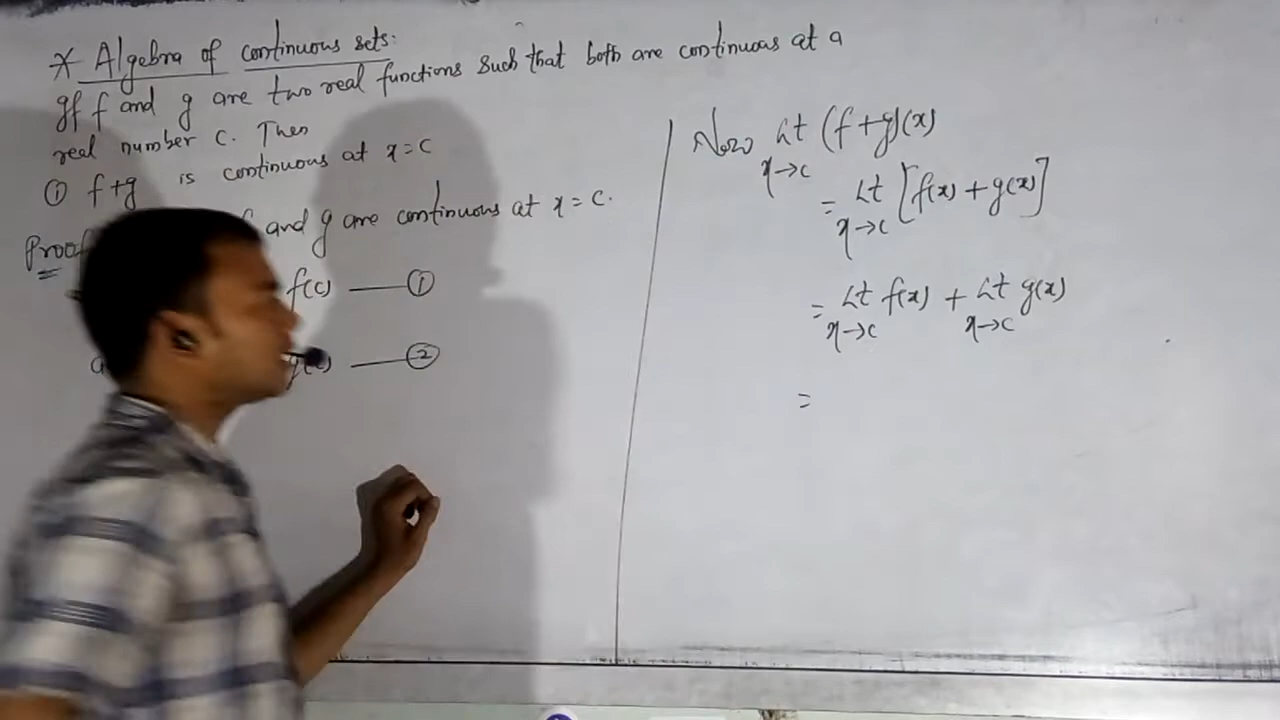 * Algebra of continuous sets:
If f and g are two real functions such that both are continuous at a
real number c. Then
① f+g is continuous at x=c
Proof and g are continuous at x=c.
f(c) —— ①
g(c) —— ②
Now Lt (f+g)(x)
x→c
= Lt [f(x)+g(x)]
x→c
= Lt f(x) + Lt g(x)
x→c x→c
=